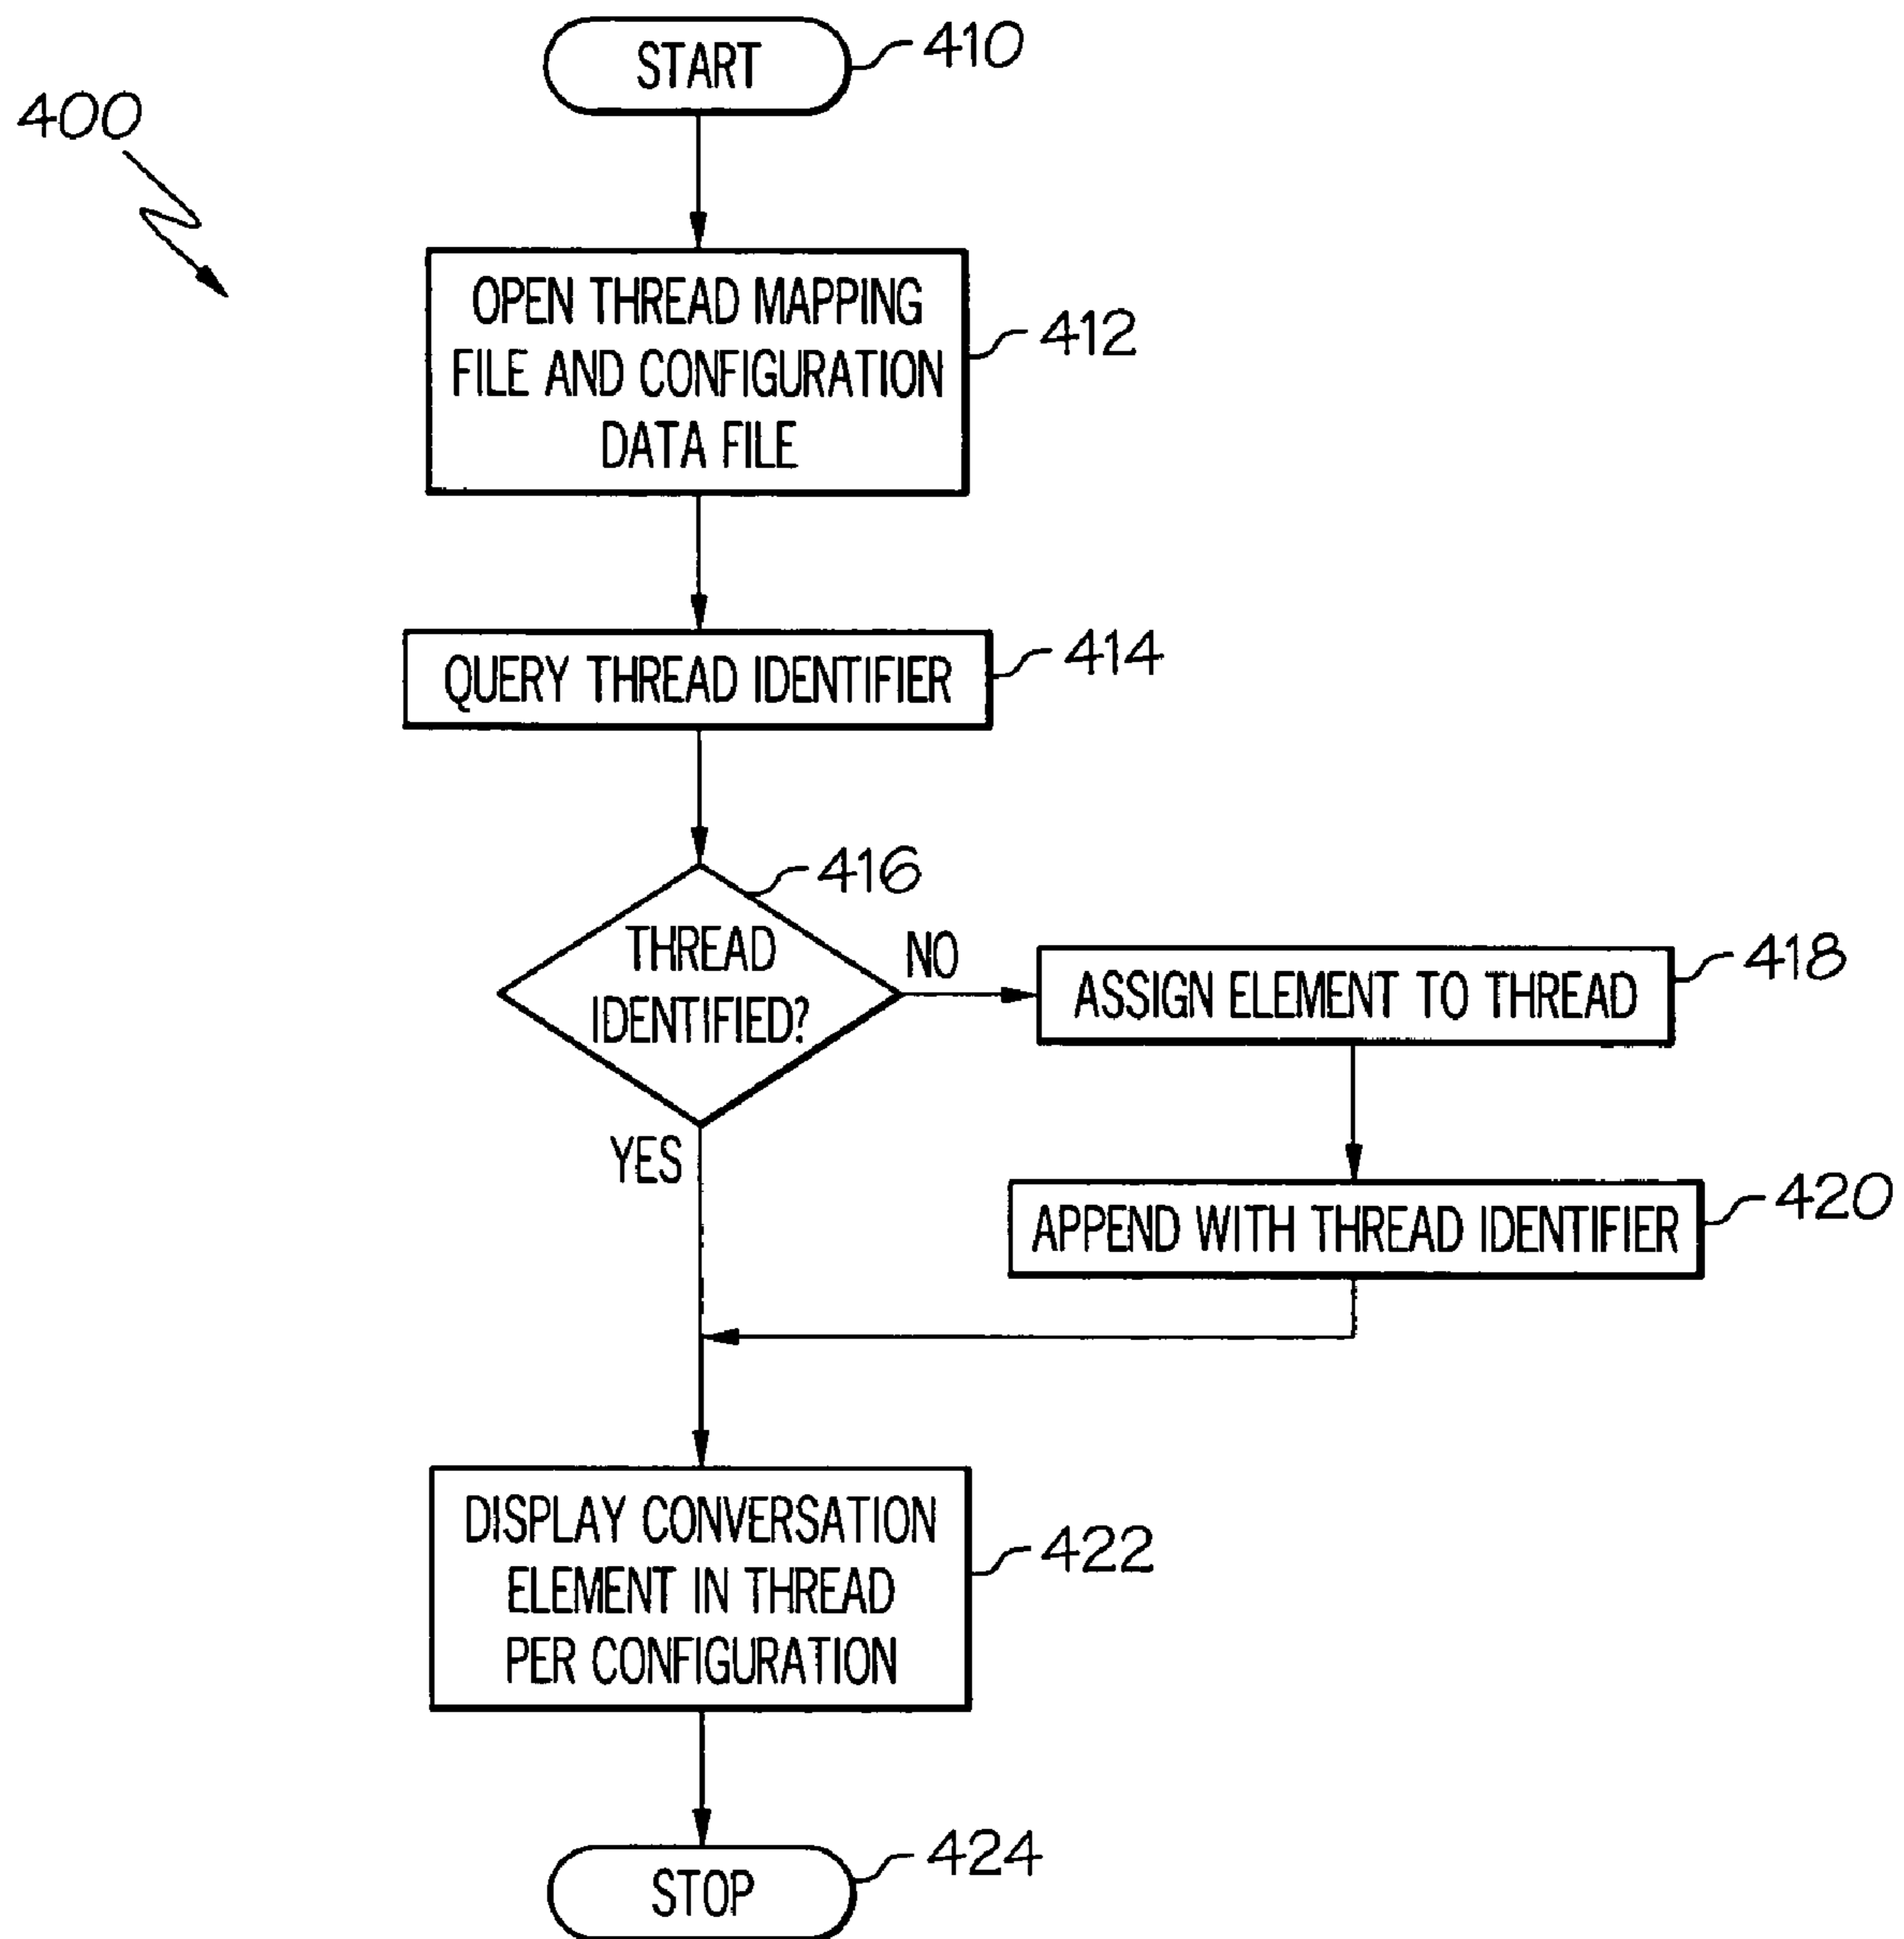 START
410
400
OPEN THREAD MAPPING
FILE AND CONFIGURATION
DATA FILE
412
QUERY THREAD IDENTIFIER
414
416
THREAD
IDENTIFIED?
NO
ASSIGN ELEMENT TO THREAD
418
YES
APPEND WITH THREAD IDENTIFIER
420
DISPLAY CONVERSATION
ELEMENT IN THREAD
PER CONFIGURATION
422
STOP
424